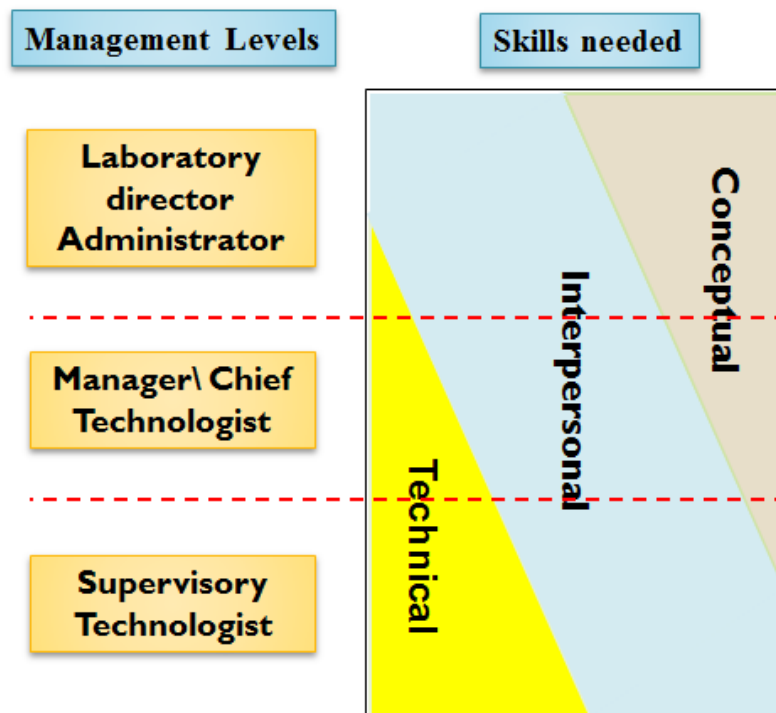 Management Levels
Skills needed
Laboratory
director
Administrator
Manager\ Chief
Technologist
Supervisory
Technologist
Technical
Interpersonal
Conceptual